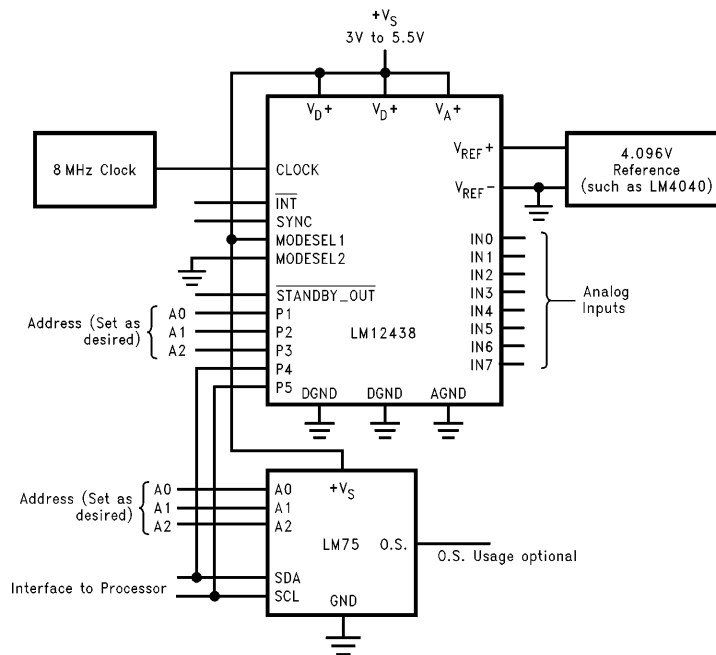 +VS
3V to 5.5V
VD+
VD+
VA+
8 MHz Clock
CLOCK
VREF+
VREF-
4.096V
Reference
(such as LM4040)
INT
SYNC
MODESEL1
MODESEL2
STANDBY_OUT
IN0
IN1
IN2
IN3
IN4
IN5
IN6
IN7
Analog
Inputs
Address (Set as
desired)
A0
A1
A2
P1
P2
P3
P4
P5
LM12438
DGND
DGND
AGND
Address (Set as
desired)
A0
A1
A2
A0
A1
A2
+VS
LM75
O.S.
O.S. Usage optional
Interface to Processor
SDA
SCL
GND